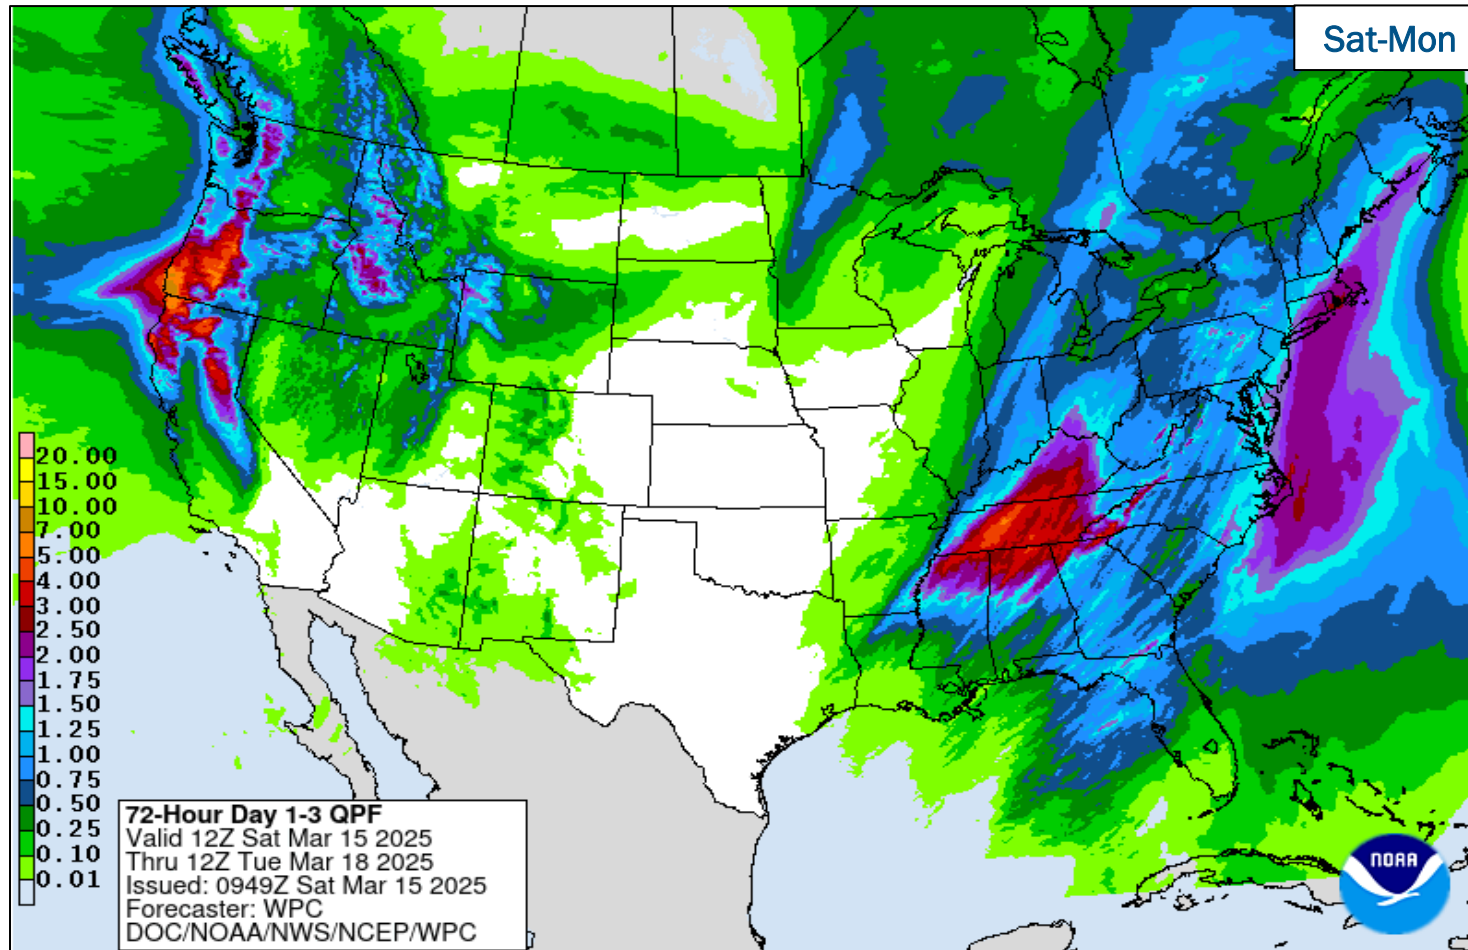 Sat-Mon
20.00
15.00
10.00
7.00
5.00
4.00
3.00
2.50
2.00
1.75
1.50
1.25
1.00
0.75
0.50
0.25
0.10
0.01
72-Hour Day 1-3 QPF
Valid 12Z Sat Mar 15 2025
Thru 12Z Tue Mar 18 2025
Issued: 0949Z Sat Mar 15 2025
Forecaster: WPC
DOC/NOAA/NWS/NCEP/WPC
NOAA